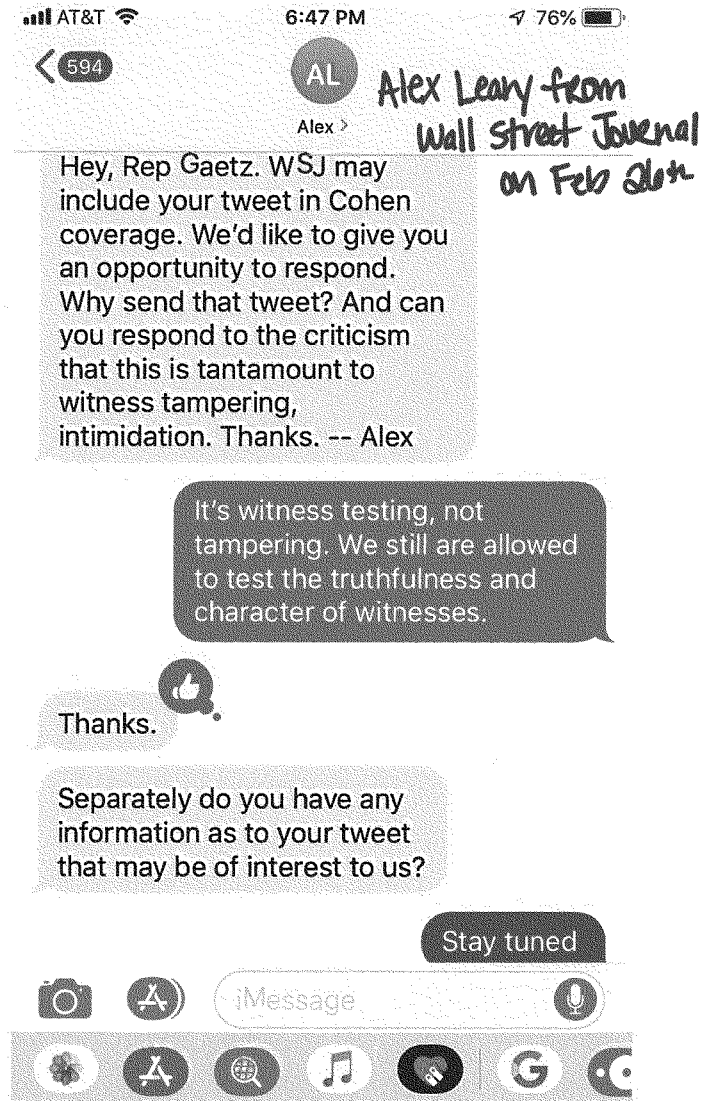 AT&T 6:47 PM 76%
594
AL
Alex >
Alex Leary from
Wall Street Journal
on Feb 26th
Hey, Rep Gaetz. WSJ may
include your tweet in Cohen
coverage. We'd like to give you
an opportunity to respond.
Why send that tweet? And can
you respond to the criticism
that this is tantamount to
witness tampering,
intimidation. Thanks. -- Alex
It's witness testing, not
tampering. We still are allowed
to test the truthfulness and
character of witnesses.
Thanks.
Separately do you have any
information as to your tweet
that may be of interest to us?
Stay tuned
iMessage
G